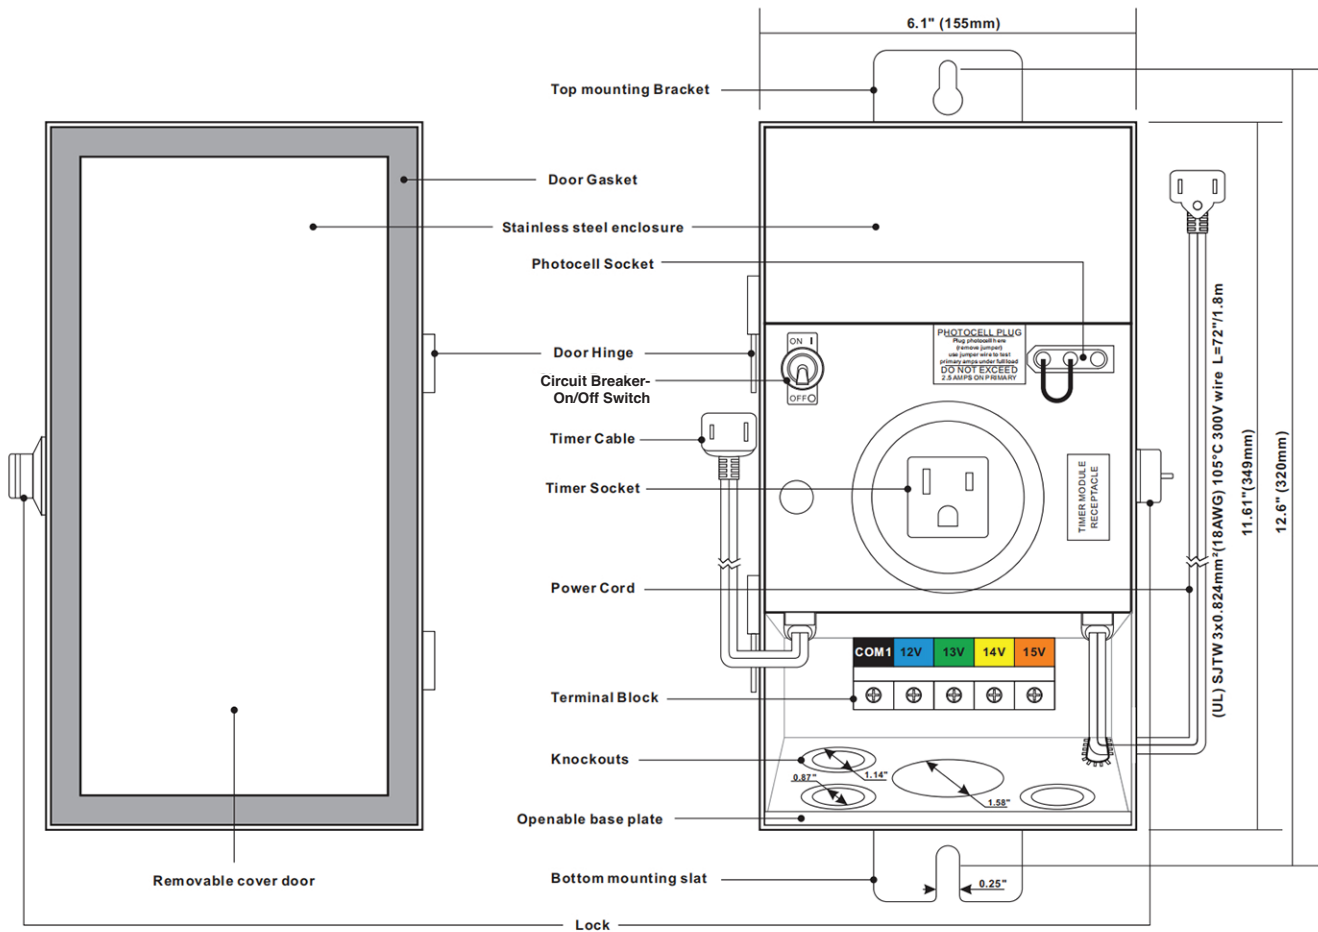 6.1" (155mm)
Top mounting Bracket
Door Gasket
Stainless steel enclosure
Photocell Socket
PHOTOCELL PLUG
Plug photocell here
(remove jumper)
use jumper wire to test
primary amps under full load
DO NOT EXCEED
2.5 AMPS ON PRIMARY
ON I
OFF O
Door Hinge
Circuit Breaker-
On/Off Switch
Timer Cable
Timer Socket
TIMER MODULE
RECEPTACLE
Power Cord
(UL) SJTW 3x0.824mm²(18AWG) 105°C 300V wire L=72"/1.8m
11.61"(349mm)
12.6" (320mm)
COM1 12V 13V 14V 15V
Terminal Block
Knockouts
1.14"
0.87"
1.58"
Openable base plate
Removable cover door
Bottom mounting slat
0.25"
Lock